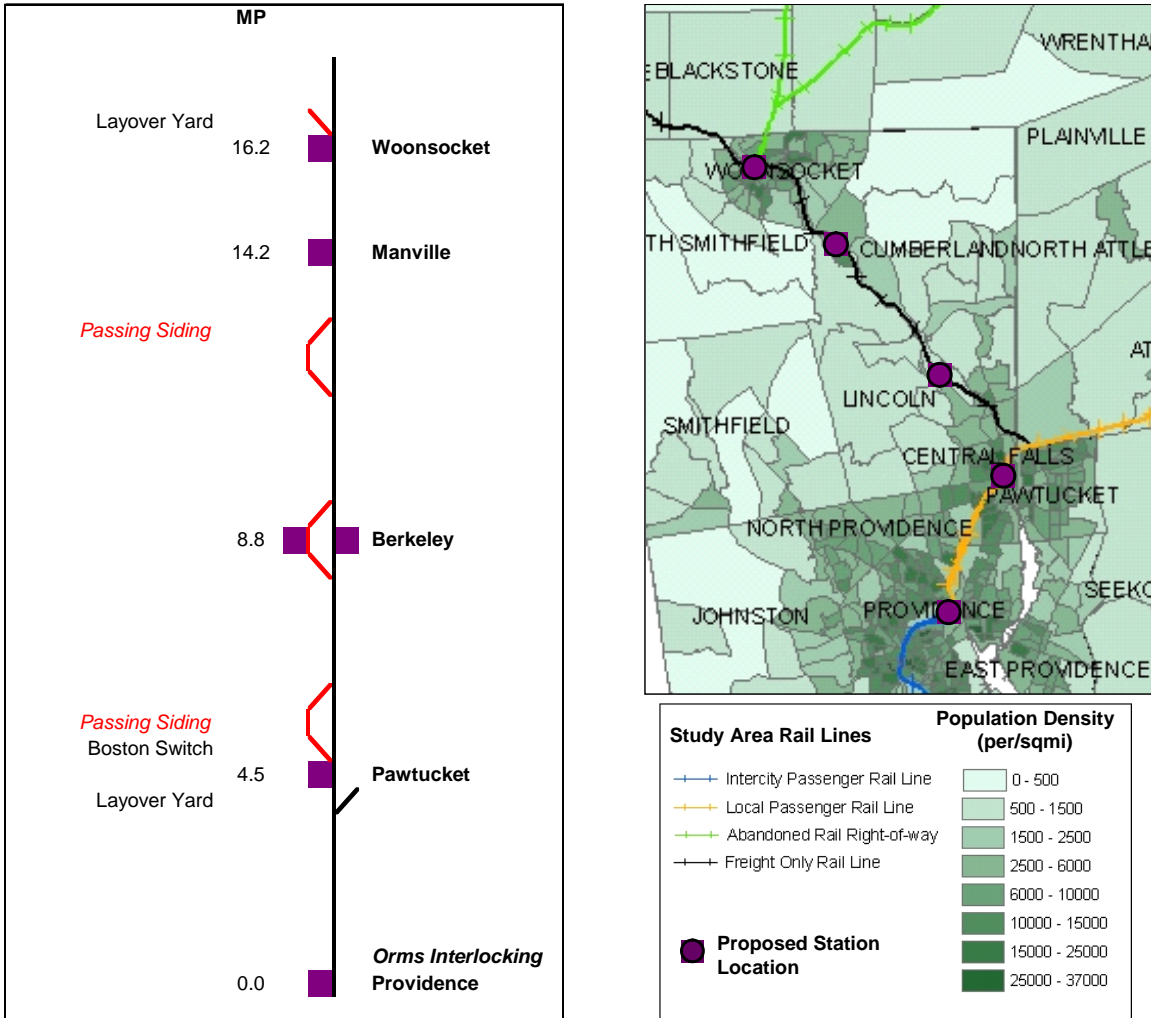 MP
Layover Yard
16.2
Woonsocket
14.2
Manville
Passing Siding
8.8
Berkeley
Passing Siding
Boston Switch
4.5
Pawtucket
Layover Yard
Orms Interlocking
0.0
Providence
WRENTHA
E BLACKSTONE
PLAINVILLE
WOONSOCKET
TH SMITHFIELD
CUMBERLAND
NORTH ATTLE
AT
LINCOLN
SMITHFIELD
CENTRAL FALLS
PAWTUCKET
NORTH PROVIDENCE
SEEKO
JOHNSTON
PROVIDENCE
EAST PROVIDENCE
Study Area Rail Lines
Intercity Passenger Rail Line
Local Passenger Rail Line
Abandoned Rail Right-of-way
Freight Only Rail Line
Proposed Station
Location
Population Density
(per/sqmi)
0 - 500
500 - 1500
1500 - 2500
2500 - 6000
6000 - 10000
10000 - 15000
15000 - 25000
25000 - 37000